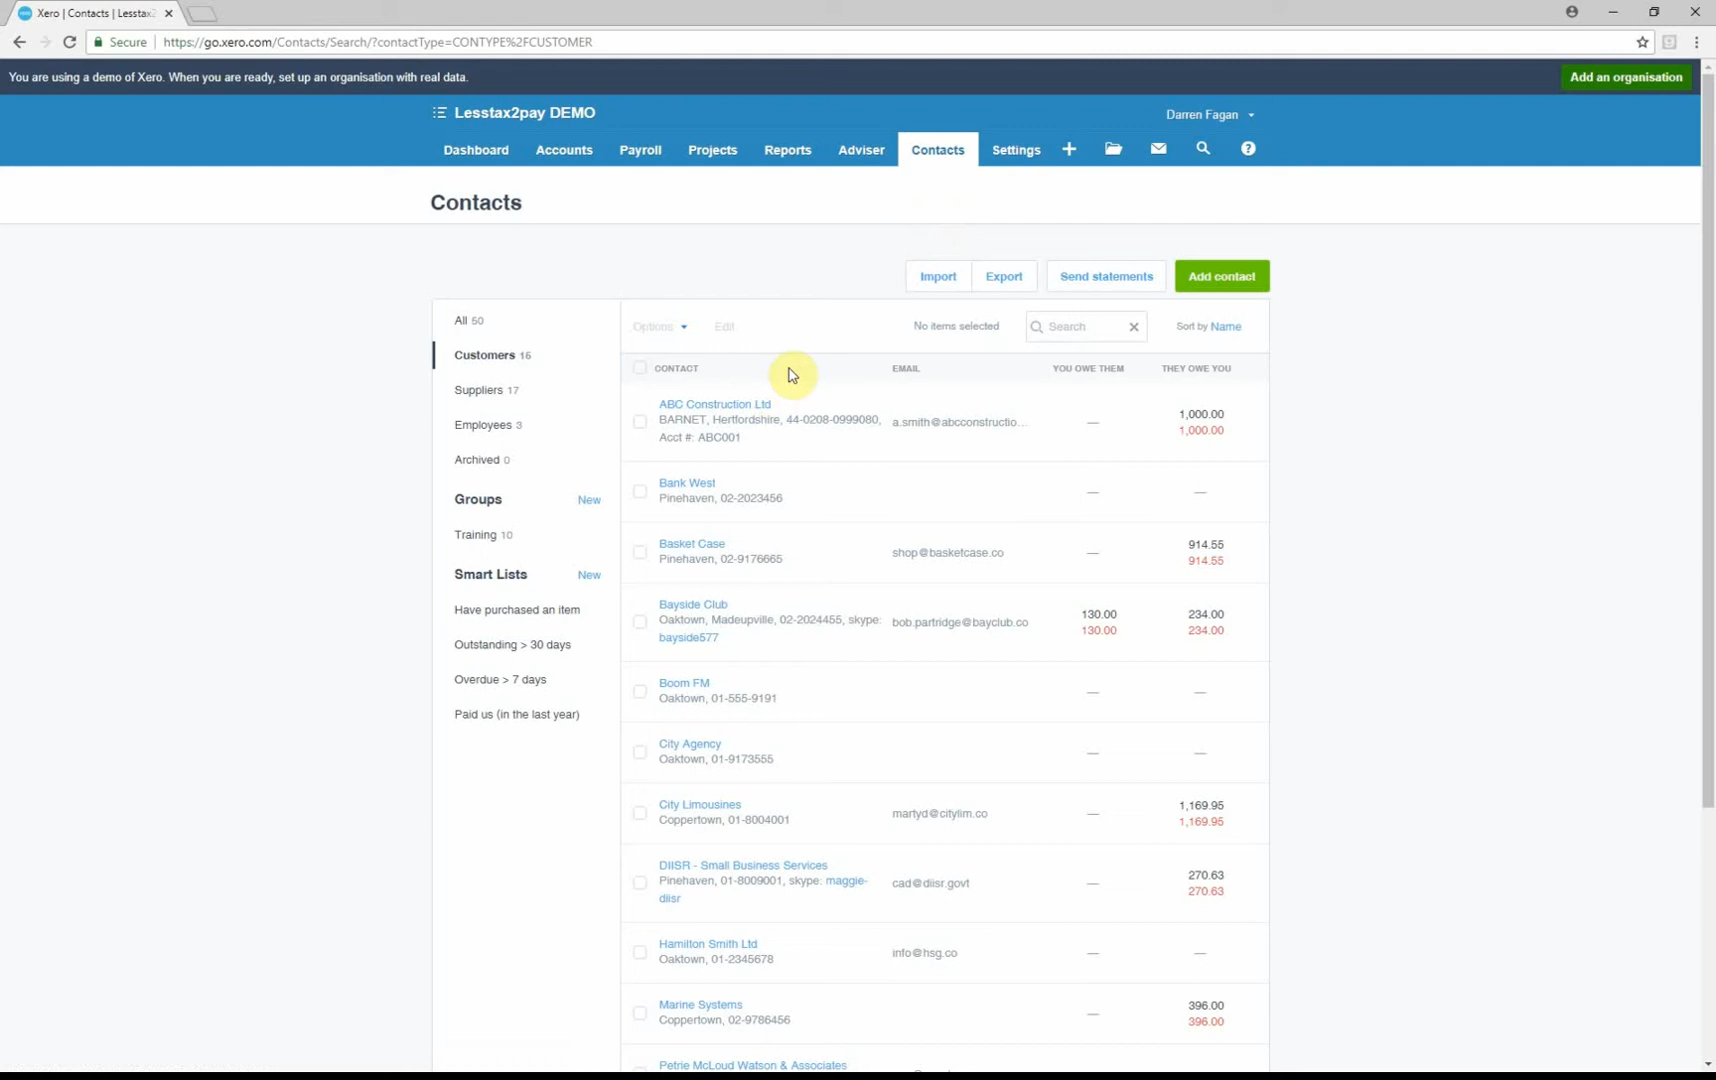 Xero | Contacts | Lesstax2
Secure
https://go.xero.com/Contacts/Search/?contactType=CONTYPE%2FCUSTOMER
You are using a demo of Xero. When you are ready, set up an organisation with real data.
Add an organisation
Lesstax2pay DEMO
Darren Fagan
Dashboard Accounts Payroll Projects Reports Adviser Contacts Settings
Contacts
Import Export Send statements Add contact
All 50
Customers 16
Suppliers 17
Employees 3
Archived 0
Groups New
Training 10
Smart Lists New
Have purchased an item
Outstanding > 30 days
Overdue > 7 days
Paid us (in the last year)
Options Edit No items selected Search Sort by Name
CONTACT EMAIL YOU OWE THEM THEY OWE YOU
ABC Construction Ltd
BARNET, Hertfordshire, 44-0208-0999080,
Acct #: ABC001
a.smith@abcconstructio...
—
1,000.00
1,000.00
Bank West
Pinehaven, 02-2023456
— —
Basket Case
Pinehaven, 02-9176665
shop@basketcase.co
—
914.55
914.55
Bayside Club
Oaktown, Madeupville, 02-2024455, skype:
bayside577
bob.partridge@bayclub.co
130.00
130.00
234.00
234.00
Boom FM
Oaktown, 01-555-9191
— —
City Agency
Oaktown, 01-9173555
— —
City Limousines
Coppertown, 01-8004001
martyd@citylim.co
—
1,169.95
1,169.95
DIISR - Small Business Services
Pinehaven, 01-8009001, skype: maggie-
diisr
cad@diisr.govt
—
270.63
270.63
Hamilton Smith Ltd
Oaktown, 01-2345678
info@hsg.co
— —
Marine Systems
Coppertown, 02-9786456
—
396.00
396.00
Petrie McLoud Watson & Associates